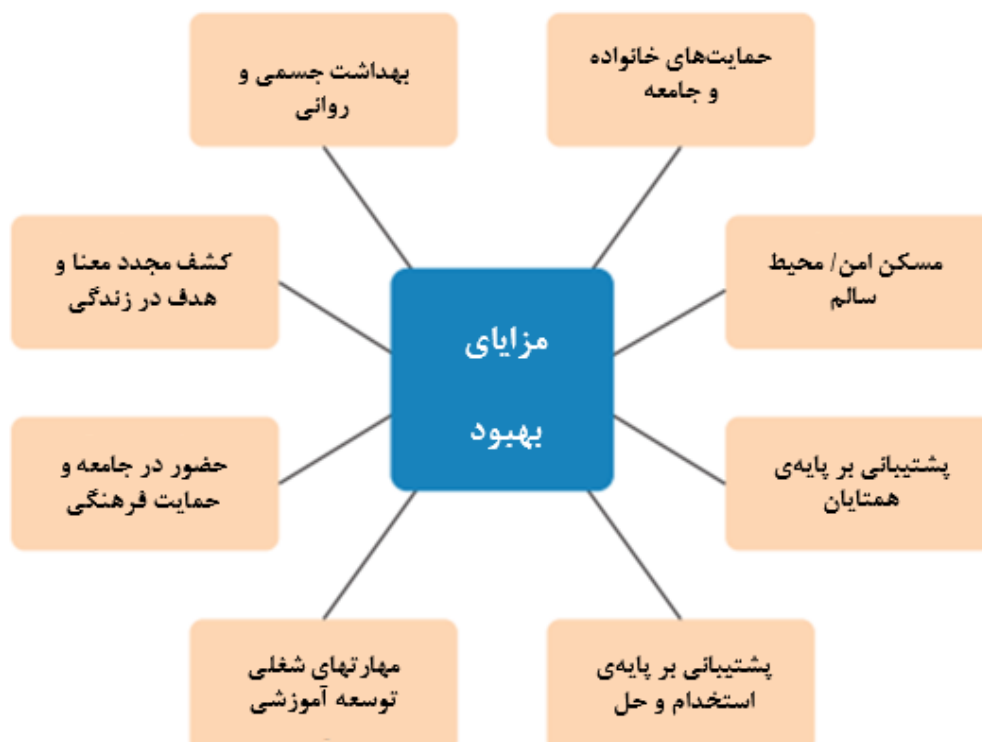 حمایت‌های خانواده
و جامعه
بهداشت جسمی و
روانی
مسکن امن/ محیط
سالم
کشف مجدد معنا و
هدف در زندگی
مزایای
بهبود
پشتیبانی بر پایه‌ی
همتایان
حضور در جامعه و
حمایت فرهنگی
پشتیبانی بر پایه‌ی
استخدام و حل
مهارتهای شغلی
توسعه آموزشی